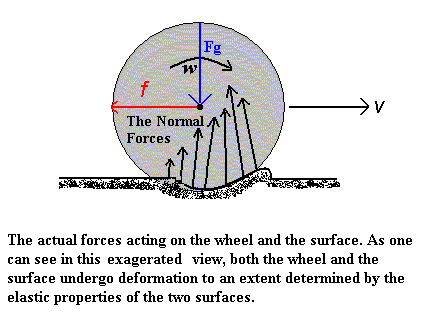 Fg
w
f
V
The Normal
Forces
The actual forces acting on the wheel and the surface. As one
can see in this exagerated view, both the wheel and the
surface undergo deformation to an extent determined by the
elastic properties of the two surfaces.